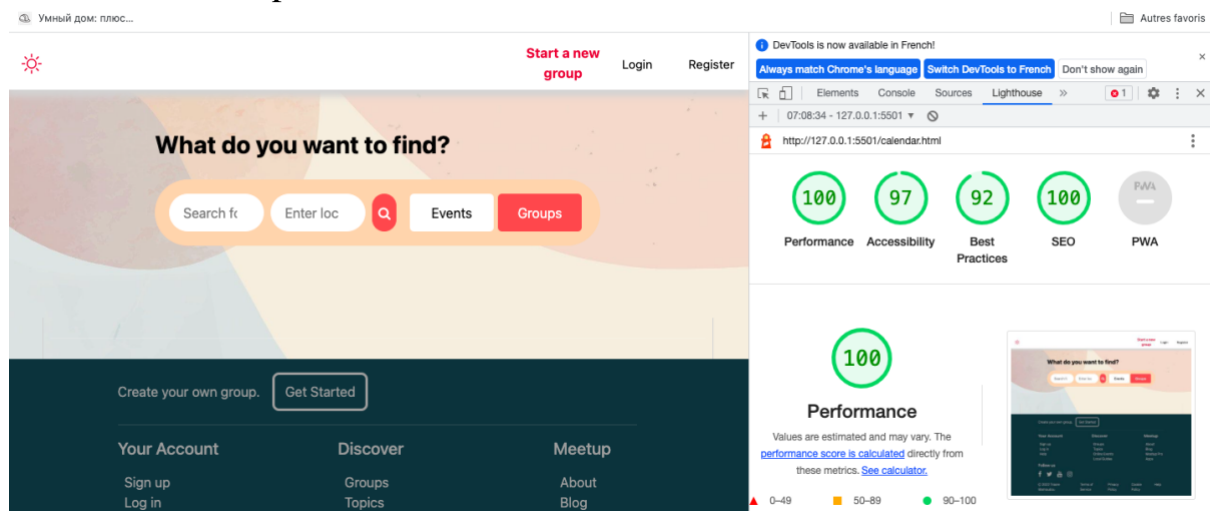 Умный дом: плюс...
Autres favoris
Start a new
group
Login
Register
What do you want to find?
Search fo
Enter loc
Events
Groups
Create your own group.
Get Started
Your Account
Discover
Meetup
Sign up
Groups
About
Log in
Topics
Blog
DevTools is now available in French!
Always match Chrome's language
Switch DevTools to French
Don't show again
Elements
Console
Sources
Lighthouse
1
07:08:34 - 127.0.0.1:5501
http://127.0.0.1:5501/calendar.html
100
97
92
100
PWA
Performance
Accessibility
Best
Practices
SEO
PWA
100
Performance
Values are estimated and may vary. The
performance score is calculated directly from
these metrics. See calculator.
0–49
50–89
90–100
What do you want to find?